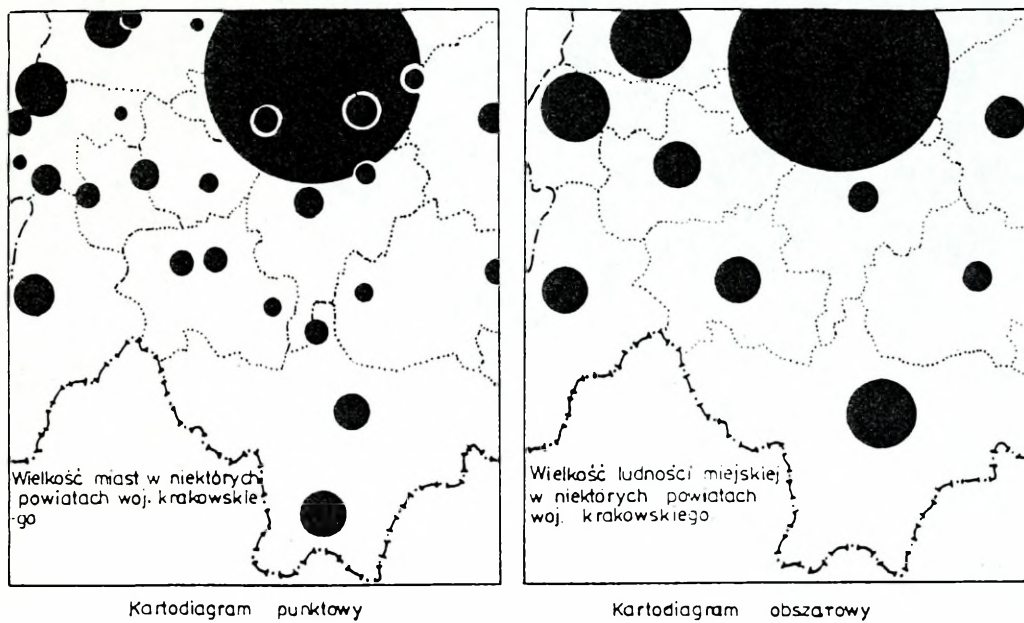 Wielkość miast w niektórych
powiatach woj. krakowskie
-go
Wielkość ludności miejskiej
w niektórych powiatach
woj. krakowskiego
Kartodiagram punktowy
Kartodiagram obszarowy